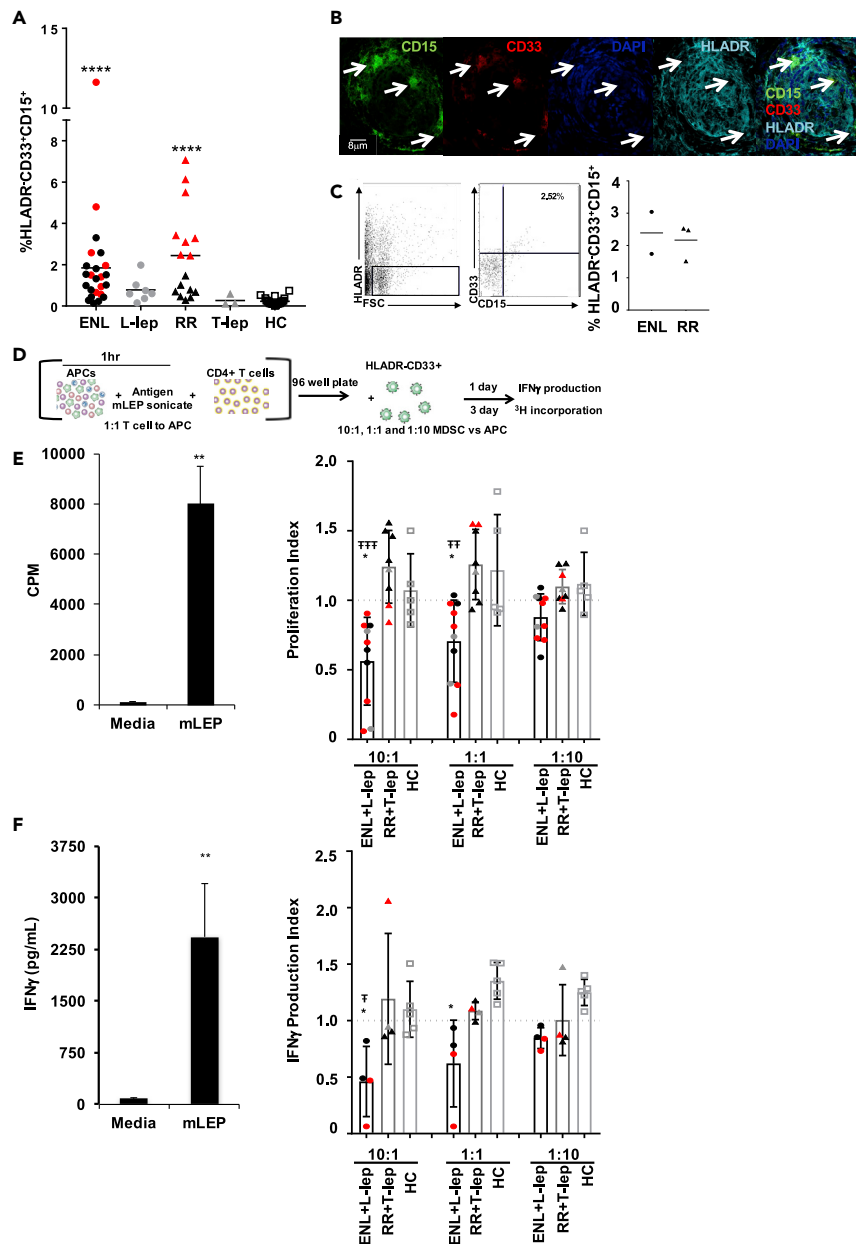 A
15
10
8
6
4
2
0
%HLADR-CD33+CD15+
****
****
ENL
L-lep
RR
T-lep
HC
B
CD15
CD33
DAPI
HLADR
CD15
CD33
HLADR
DAPI
8μm
C
HLADR
FSC
CD33
CD15
2.52%
% HLADR-CD33+CD15+
4
3
2
1
0
ENL
RR
D
1hr
APCs
+ Antigen
mLEP sonicate
+
CD4+ T cells
1:1 T cell to APC
96 well plate
HLADR-CD33+
+
10:1, 1:1 and 1:10 MDSC vs APC
1 day
3 day
IFNγ production
³H incorporation
E
CPM
10000
8000
6000
4000
2000
0
**
Media
mLEP
Proliferation Index
2.0
1.5
1.0
0.5
0
ŦŦŦ
*
ŦŦ
*
10:1
1:1
1:10
ENL+L-lep
RR+T-lep
HC
ENL+L-lep
RR+T-lep
HC
ENL+L-lep
RR+T-lep
HC
F
IFNγ (pg/mL)
3750
3000
2250
1500
750
0
**
Media
mLEP
IFNγ Production Index
2.5
2.0
1.5
1.0
0.5
0
Ŧ
*
*
10:1
1:1
1:10
ENL+L-lep
RR+T-lep
HC
ENL+L-lep
RR+T-lep
HC
ENL+L-lep
RR+T-lep
HC